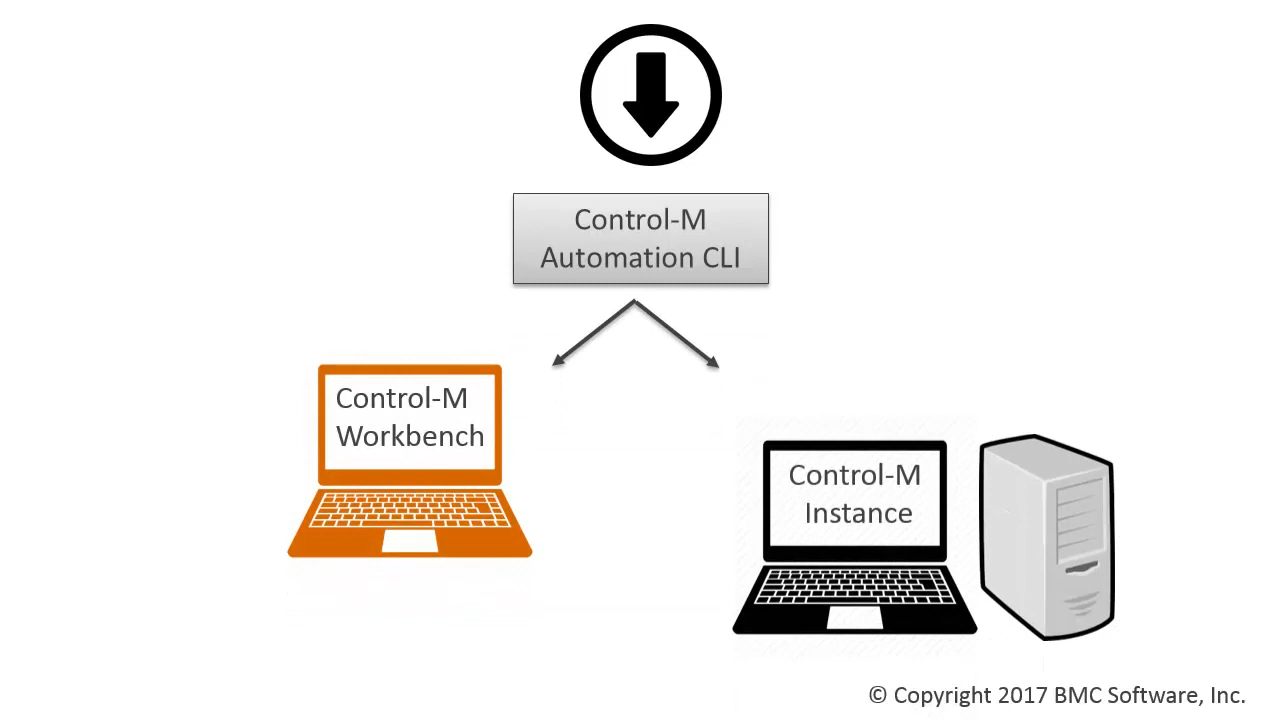 Control-M
Automation CLI
Control-M
Workbench
Control-M
Instance
© Copyright 2017 BMC Software, Inc.